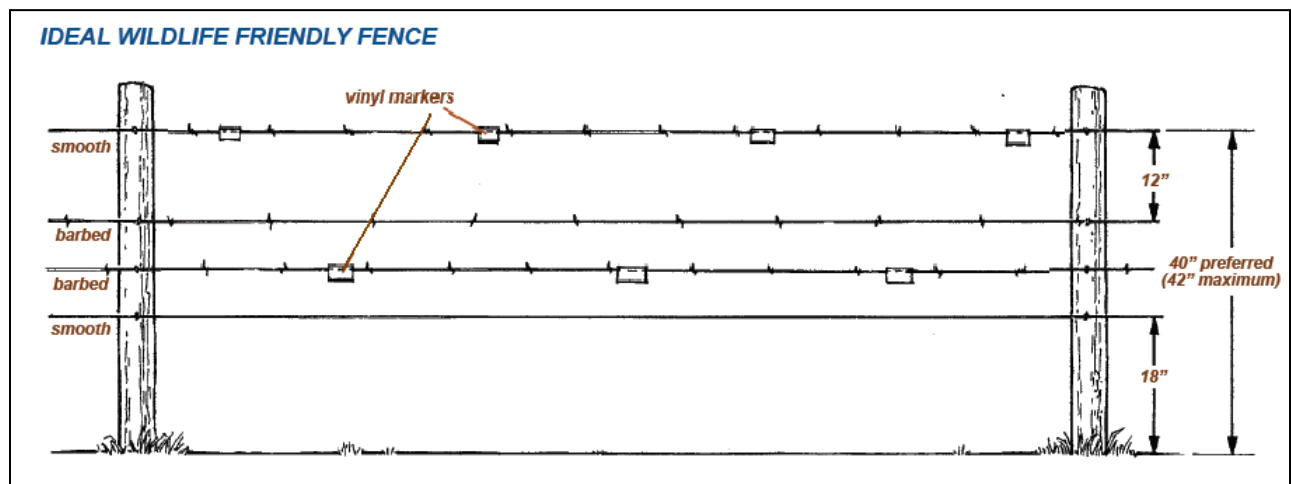 IDEAL WILDLIFE FRIENDLY FENCE
vinyl markers
smooth
12”
barbed
barbed
40” preferred
(42” maximum)
smooth
18”